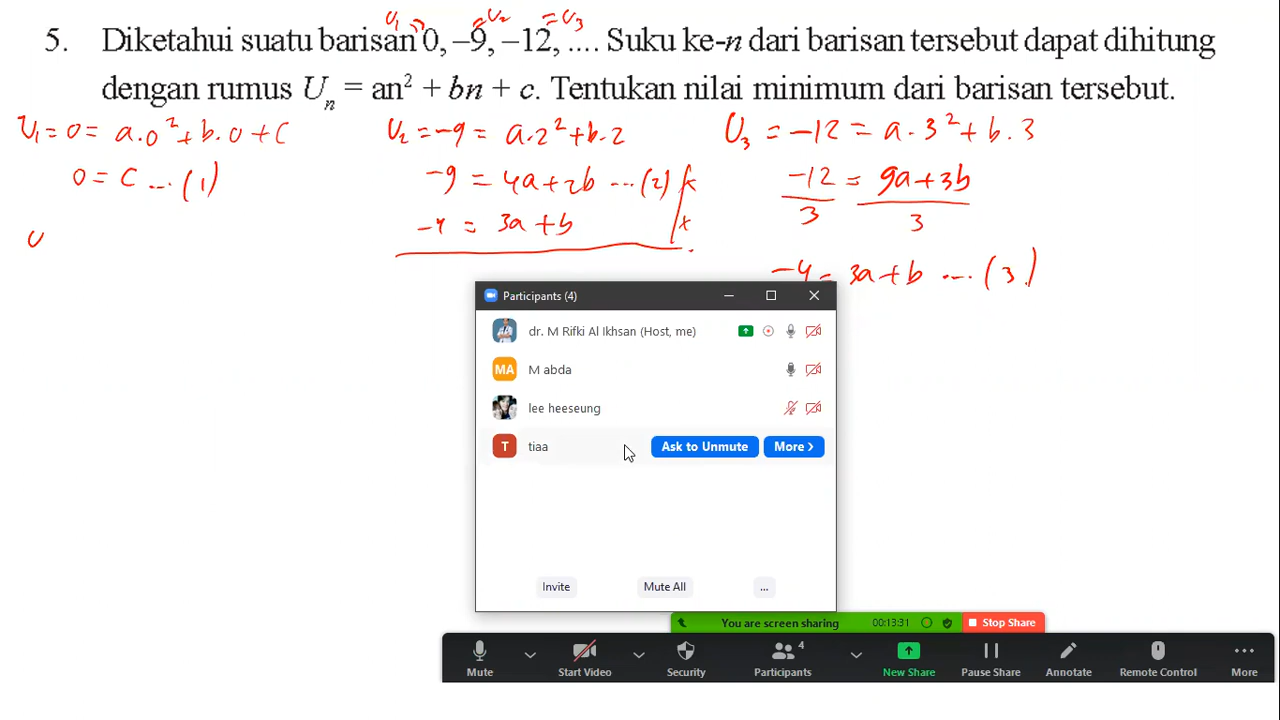 U₁ = U₂ = U₃
5. Diketahui suatu barisan 0, –9, –12, .... Suku ke-n dari barisan tersebut dapat dihitung
dengan rumus Uₙ = an² + bn + c. Tentukan nilai minimum dari barisan tersebut.
U₁ = 0 = a.0² + b.0 + c
0 = c ... (1)
U
U₂ = -9 = a.2² + b.2
-9 = 4a + 2b ... (2)
-4 = 3a + b
U₃ = -12 = a.3² + b.3
-12/3 = 9a+3b/3
-4 = 3a + b ... (3)
Participants (4)
dr. M Rifki Al Ikhsan (Host, me)
MA M abda
lee heeseung
T tiaa Ask to Unmute More >
Invite Mute All ...
You are screen sharing 00:13:31 Stop Share
4
Mute Start Video Security Participants New Share Pause Share Annotate Remote Control More